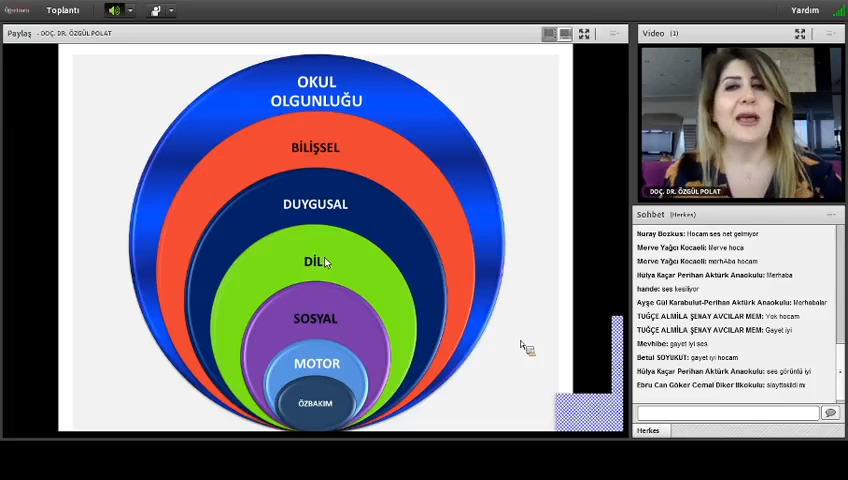 Öğretmen
Toplantı
Yardım
Paylaş - DOÇ. DR. ÖZGÜL POLAT
Video (1)
OKUL
OLGUNLUĞU
BİLİŞSEL
DUYGUSAL
DİL
SOSYAL
MOTOR
ÖZBAKIM
DOÇ. DR. ÖZGÜL POLAT
Sohbet (Herkes)
Nuray Bozkus: Hocam ses net gelmiyor
Merve Yağcı Kocaeli: Merve hoca
Merve Yağcı Kocaeli: merhAba hocam
Hülya Kaçar Perihan Aktürk Anaokulu: Merhaba
hande: ses kesiliyor
Ayşe Gül Karabulut-Perihan Aktürk Anaokulu: Merhabalar
TUĞÇE ALMİLA ŞENAY AVCILAR MEM: Yok hocam
TUĞÇE ALMİLA ŞENAY AVCILAR MEM: Gayet iyi
Mevhibe: gayet iyi ses
Betül SOYUKUT: gayet iyi hocam
Hülya Kaçar Perihan Aktürk Anaokulu: ses görüntü iyi
Ebru Can Göker Cemal Diker İlkokulu: slayttakildi mi
Herkes